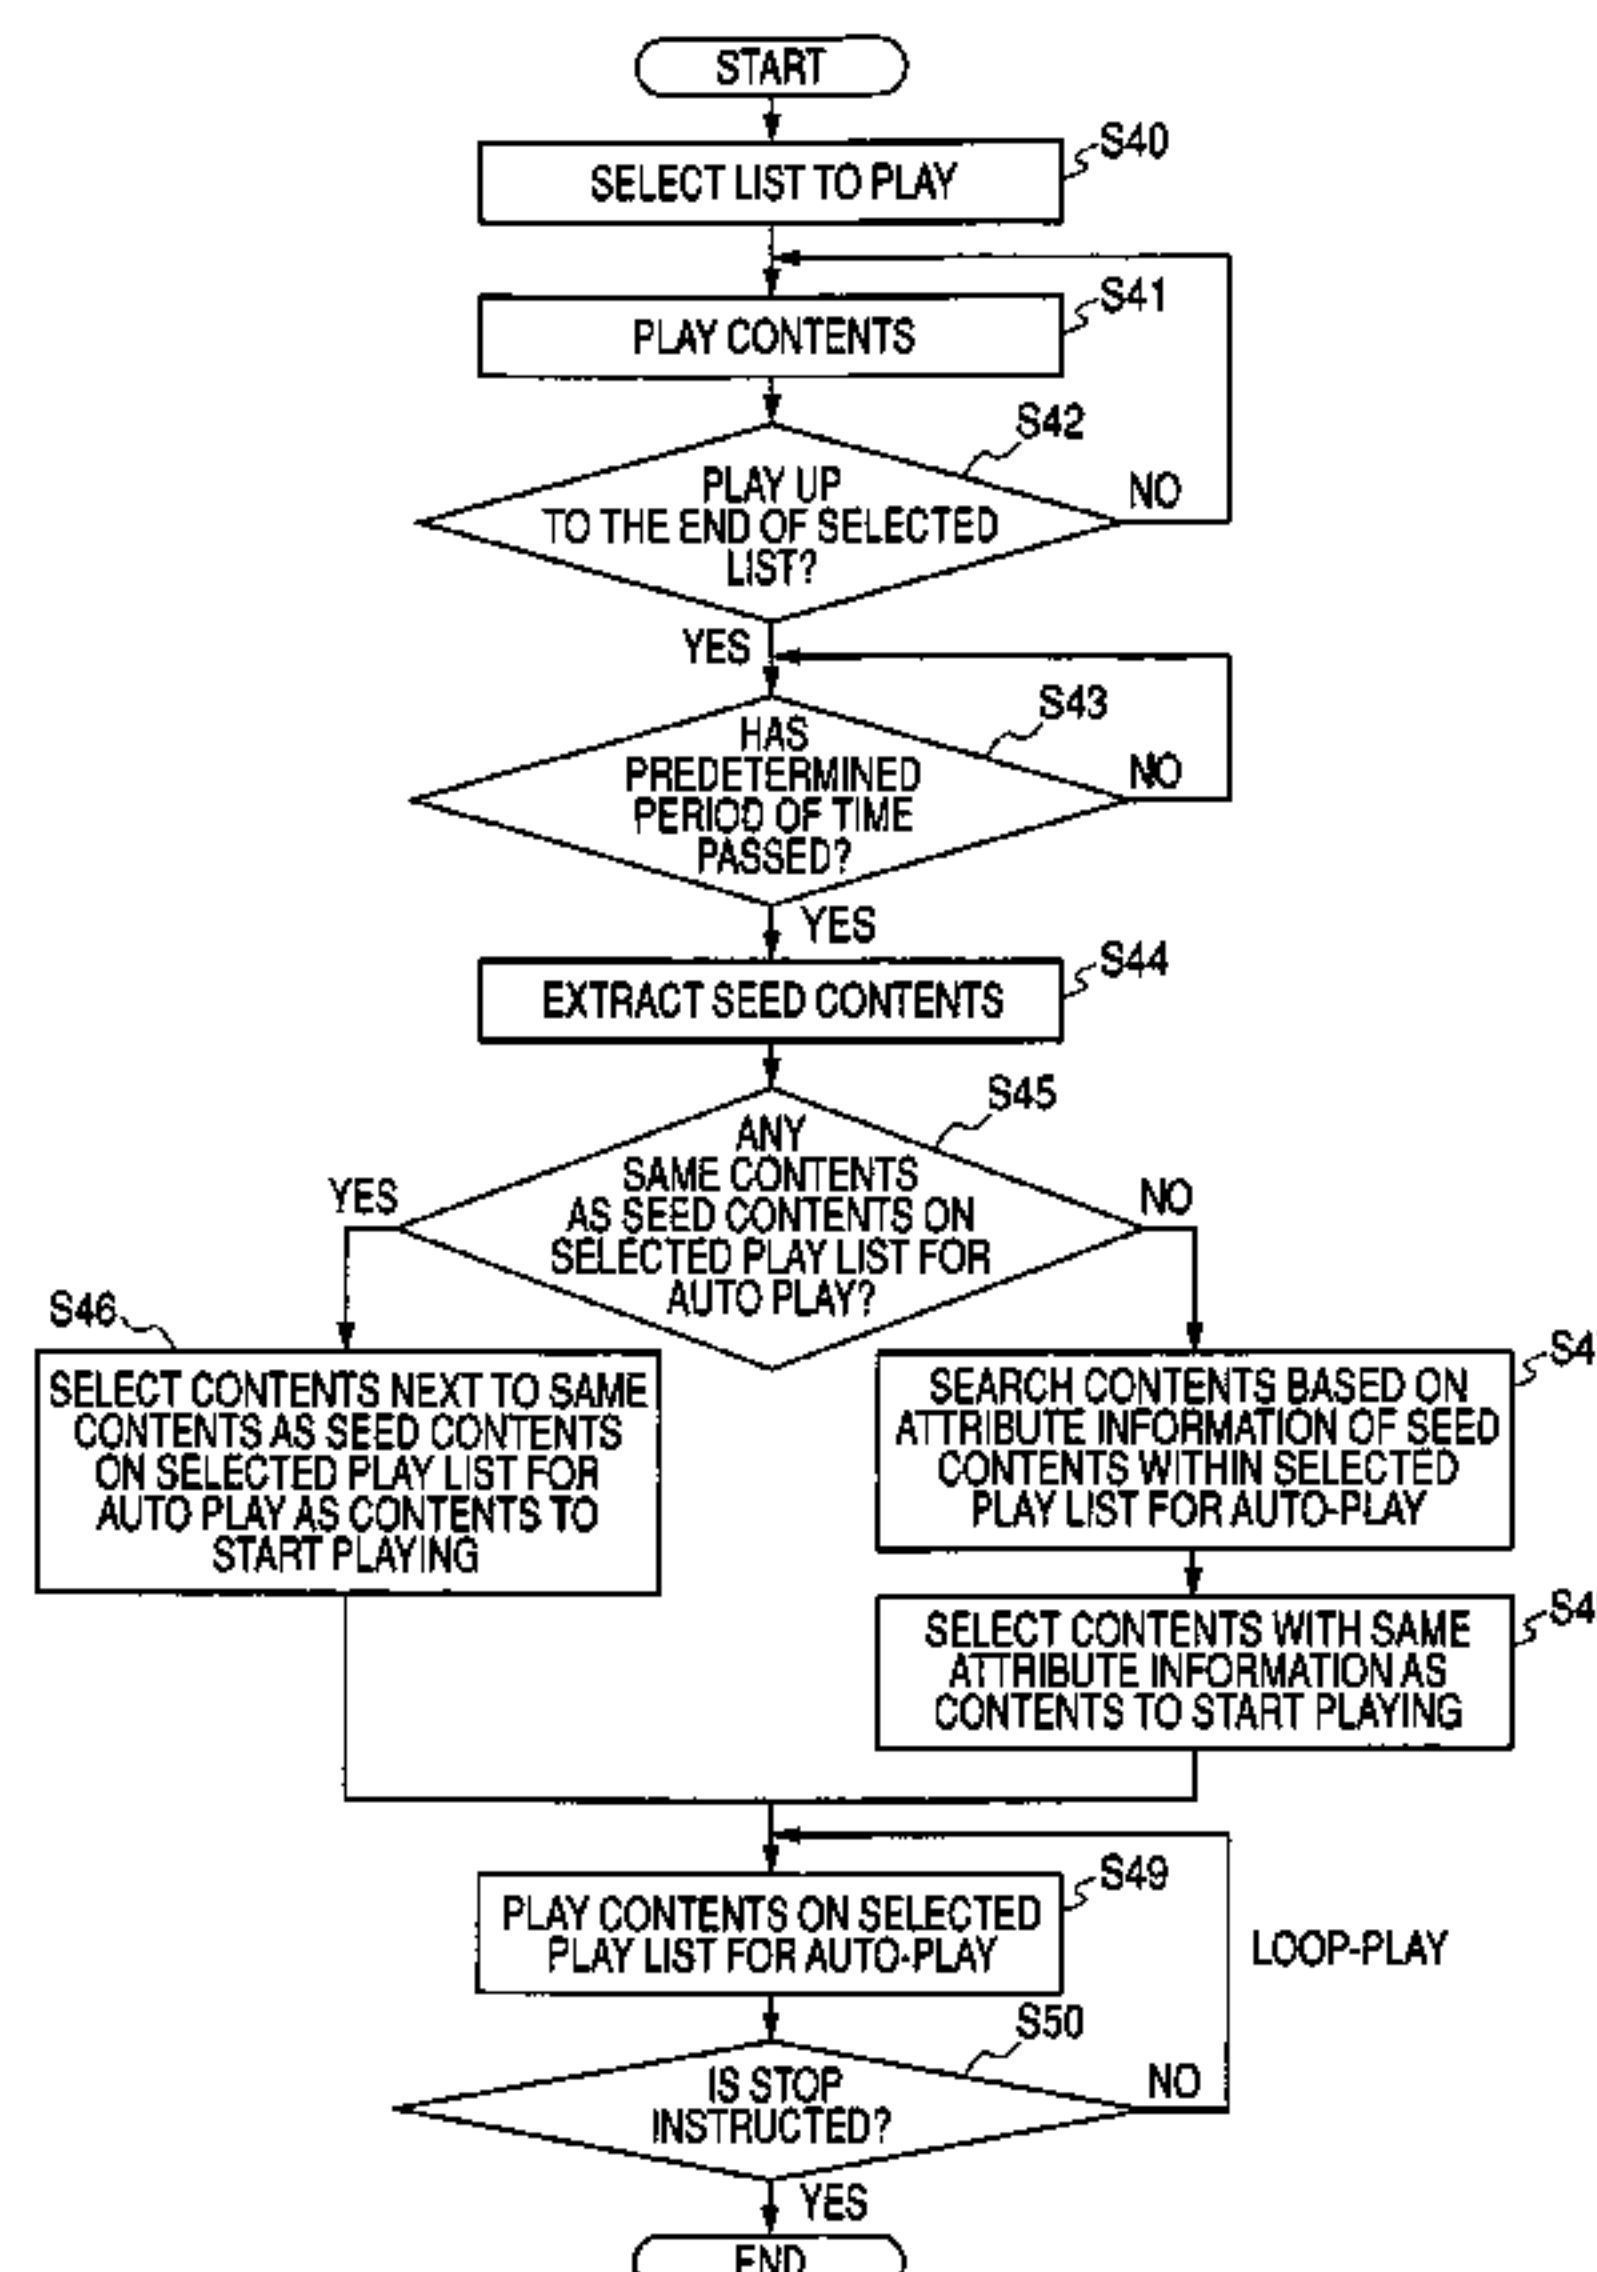 START
S40
SELECT LIST TO PLAY
S41
PLAY CONTENTS
S42
PLAY UP
TO THE END OF SELECTED
LIST?
NO
YES
S43
HAS
PREDETERMINED
PERIOD OF TIME
PASSED?
NO
YES
S44
EXTRACT SEED CONTENTS
S45
ANY
SAME CONTENTS
AS SEED CONTENTS ON
SELECTED PLAY LIST FOR
AUTO PLAY?
YES
NO
S46
SELECT CONTENTS NEXT TO SAME
CONTENTS AS SEED CONTENTS
ON SELECTED PLAY LIST FOR
AUTO PLAY AS CONTENTS TO
START PLAYING
S4
SEARCH CONTENTS BASED ON
ATTRIBUTE INFORMATION OF SEED
CONTENTS WITHIN SELECTED
PLAY LIST FOR AUTO-PLAY
S4
SELECT CONTENTS WITH SAME
ATTRIBUTE INFORMATION AS
CONTENTS TO START PLAYING
S49
PLAY CONTENTS ON SELECTED
PLAY LIST FOR AUTO-PLAY
LOOP-PLAY
S50
IS STOP
INSTRUCTED?
NO
YES
END